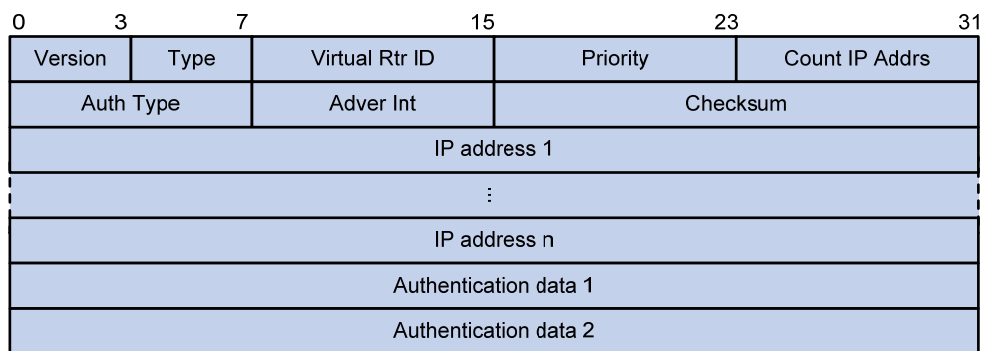 0 3 7 15 23 31
Version Type Virtual Rtr ID Priority Count IP Addrs
Auth Type Adver Int Checksum
IP address 1
⋮
IP address n
Authentication data 1
Authentication data 2